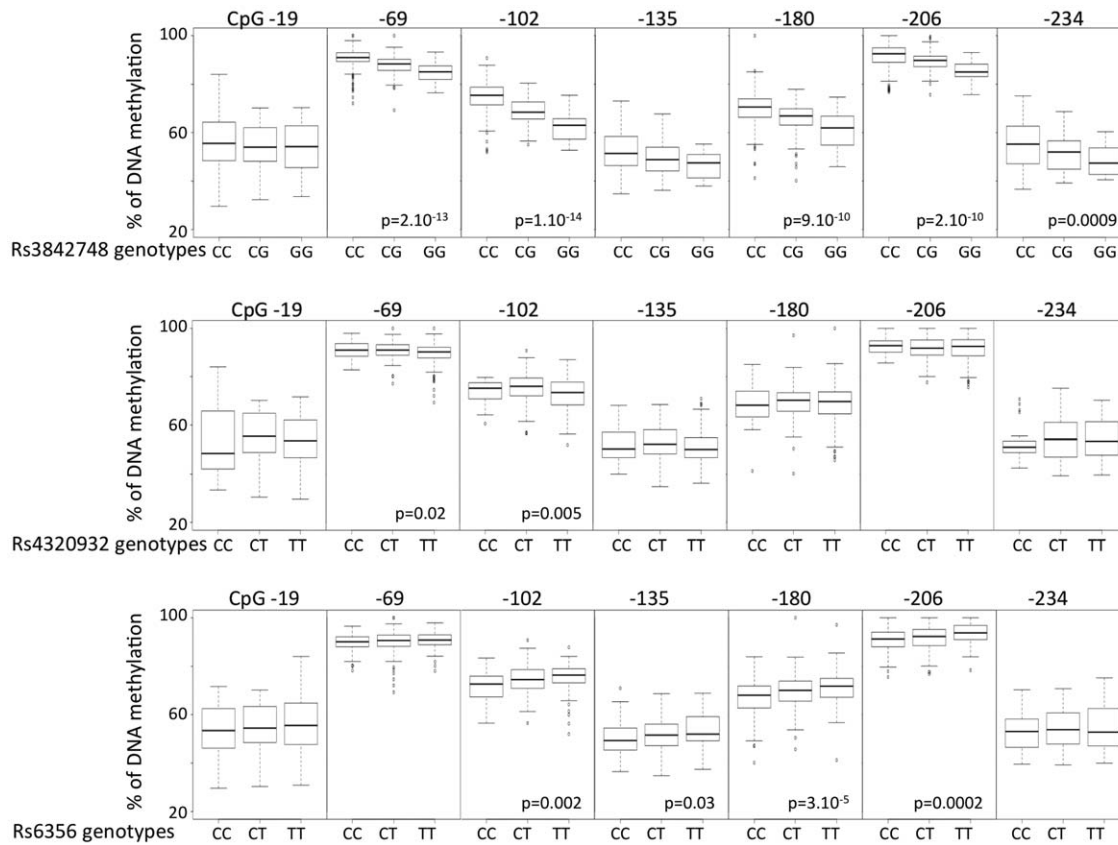 CpG -19 -69 -102 -135 -180 -206 -234
% of DNA methylation
100
60
20
p=2.10-13 p=1.10-14 p=9.10-10 p=2.10-10 p=0.0009
Rs3842748 genotypes CC CG GG CC CG GG CC CG GG CC CG GG CC CG GG CC CG GG CC CG GG
CpG -19 -69 -102 -135 -180 -206 -234
% of DNA methylation
100
60
20
p=0.02 p=0.005
Rs4320932 genotypes CC CT TT CC CT TT CC CT TT CC CT TT CC CT TT CC CT TT CC CT TT
CpG -19 -69 -102 -135 -180 -206 -234
% of DNA methylation
100
60
20
p=0.002 p=0.03 p=3.10-5 p=0.0002
Rs6356 genotypes CC CT TT CC CT TT CC CT TT CC CT TT CC CT TT CC CT TT CC CT TT